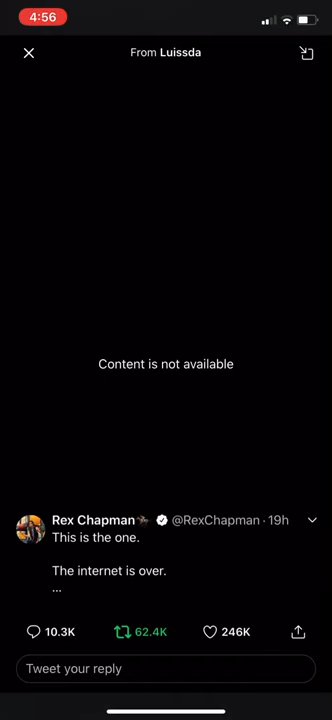 4:56
From Luissda
Content is not available
Rex Chapman🏇🏼 @RexChapman · 19h
This is the one.
The internet is over.
...
10.3K 62.4K 246K
Tweet your reply